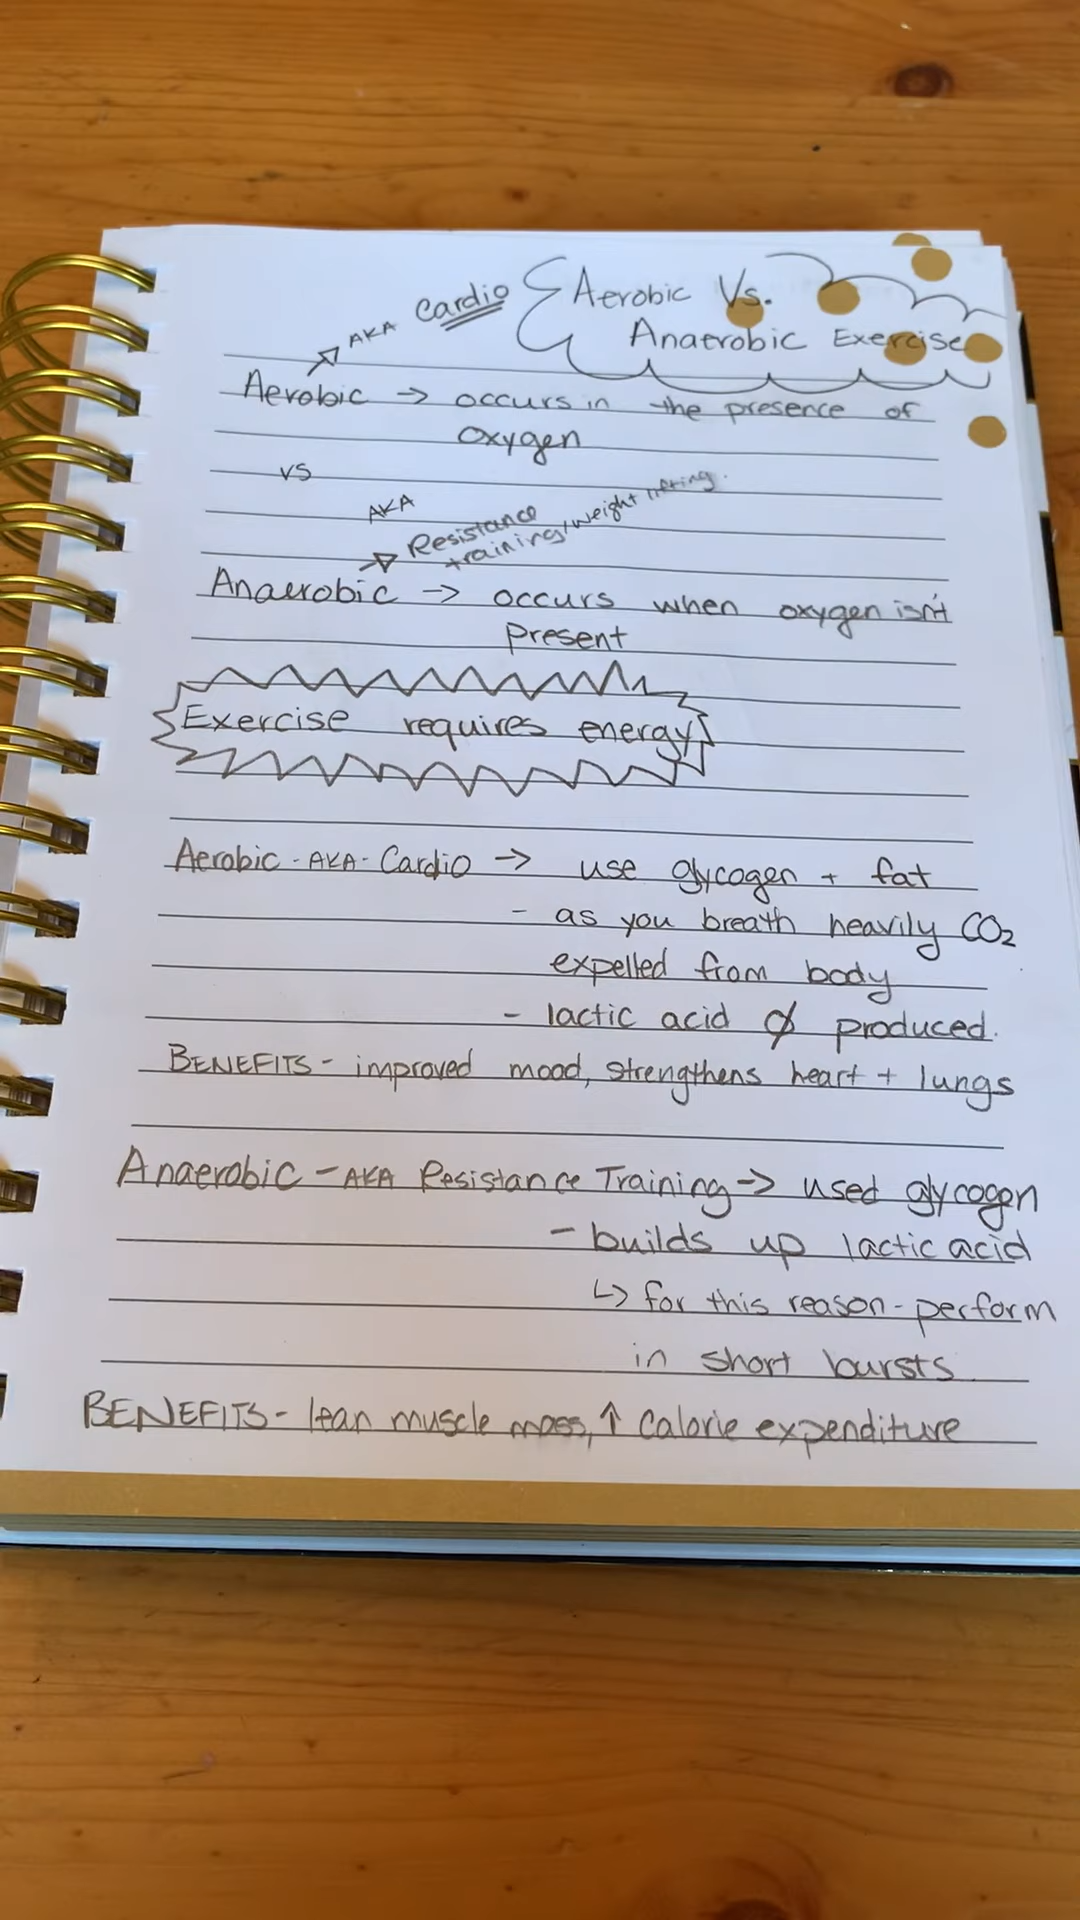 Aerobic Vs.
Anaerobic Exercise
AKA Cardio
Aerobic → occurs in the presence of
oxygen
vs
AKA
Resistance
training/weight lifting.
Anaerobic → occurs when oxygen isn't
present
Exercise requires energy
Aerobic - AKA - Cardio → use glycogen + fat
- as you breath heavily CO2
expelled from body
- lactic acid ∅ produced.
BENEFITS - improved mood, strengthens heart + lungs
Anaerobic - AKA Resistance Training → used glycogen
- builds up lactic acid
↳ for this reason - perform
in short bursts
BENEFITS - lean muscle mass, ↑ calorie expenditure